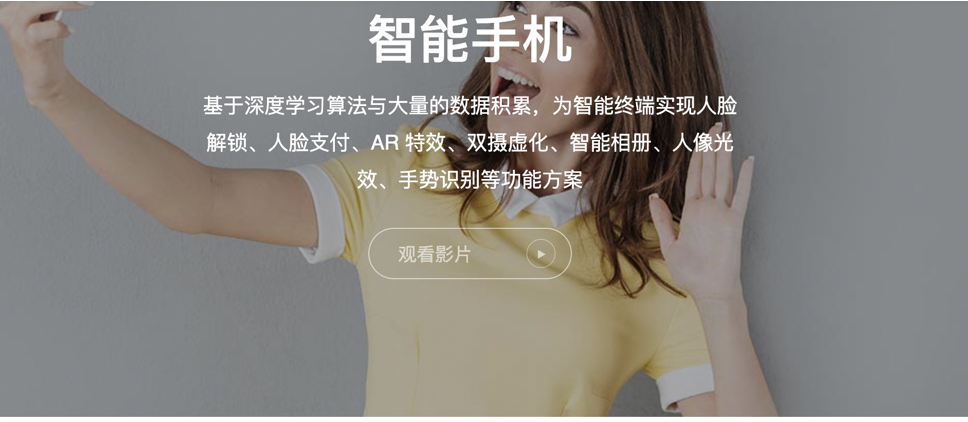 智能手机
基于深度学习算法与大量的数据积累，为智能终端实现人脸
解锁、人脸支付、AR 特效、双摄虚化、智能相册、人像光
效、手势识别等功能方案
观看影片